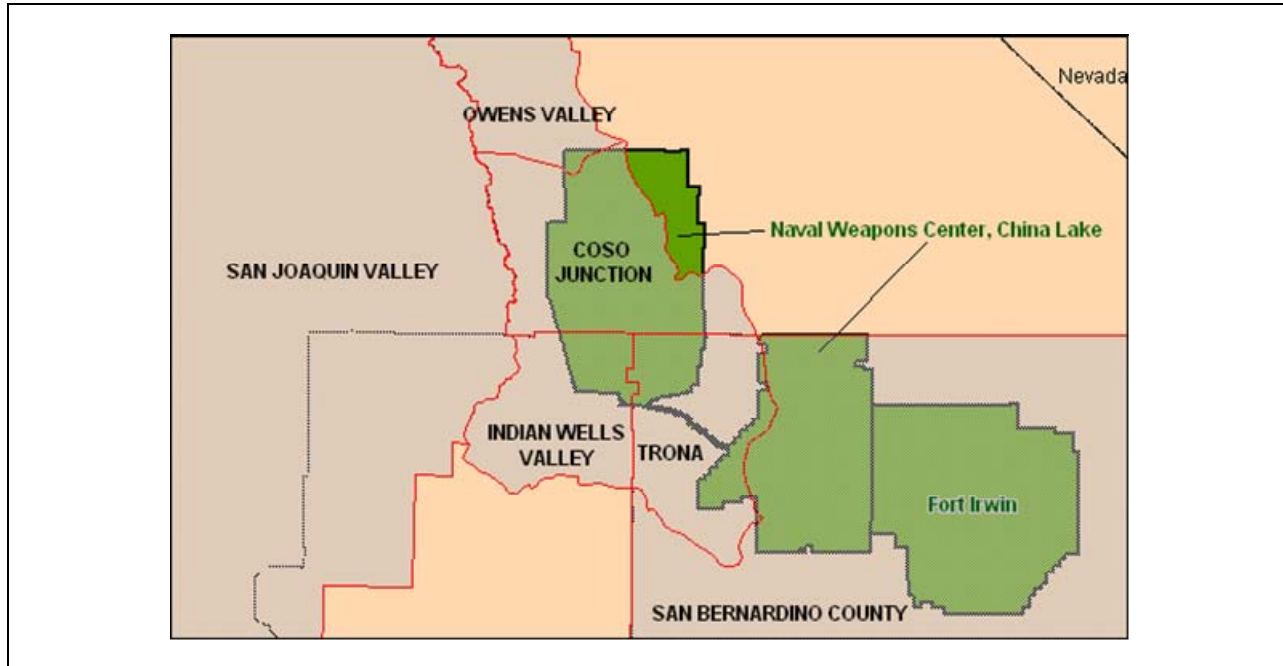 Nevada
OWENS VALLEY
Naval Weapons Center, China Lake
COSO
JUNCTION
SAN JOAQUIN VALLEY
INDIAN WELLS
VALLEY
TRONA
Fort Irwin
SAN BERNARDINO COUNTY